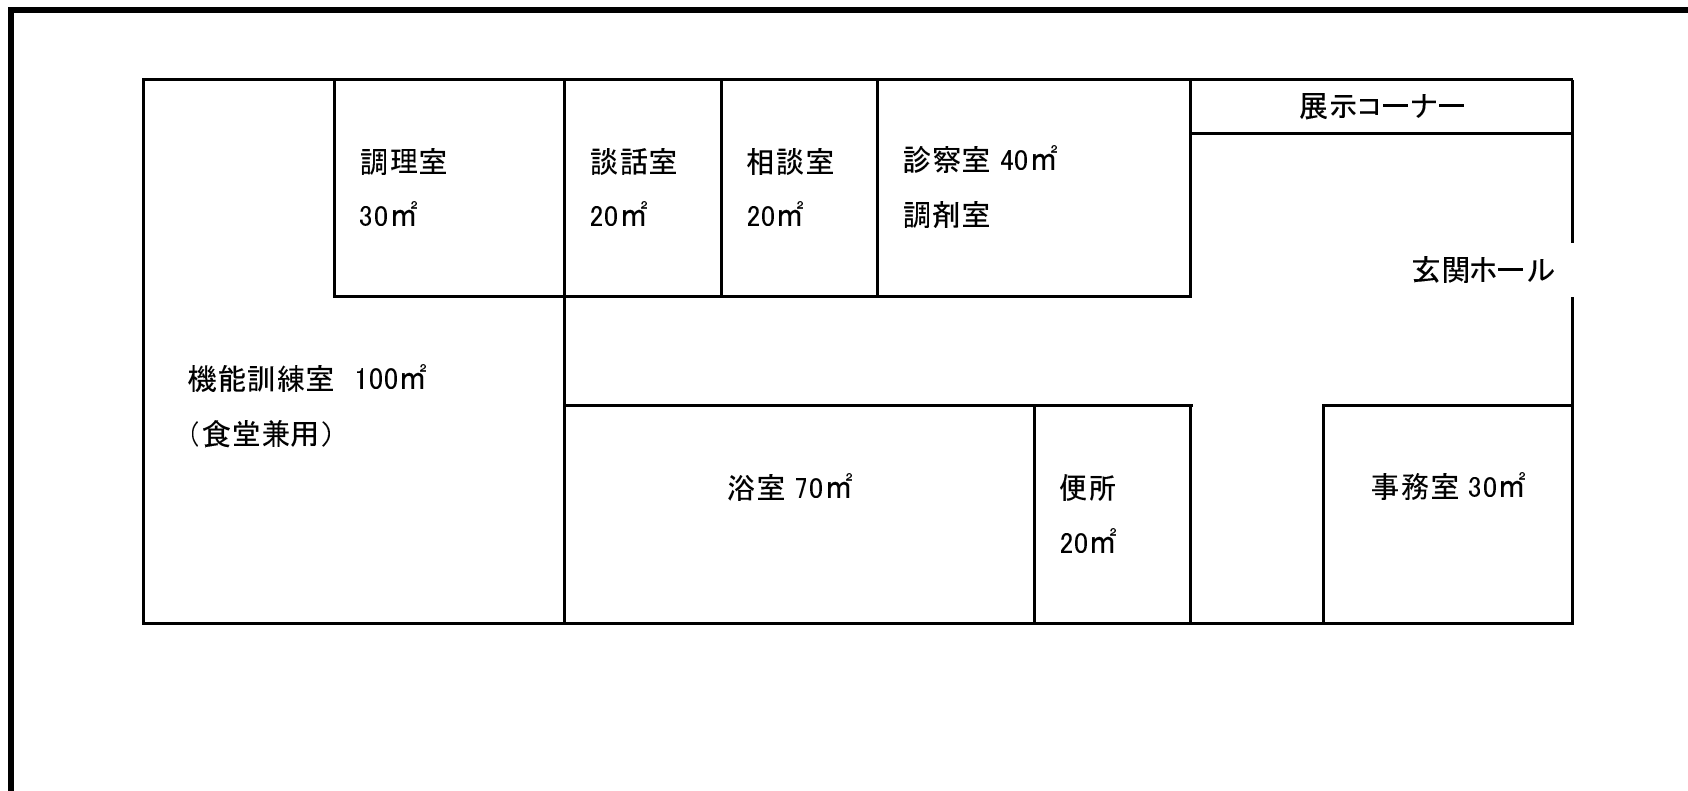 展示コーナー
調理室
30㎡
談話室
20㎡
相談室
20㎡
診察室 40㎡
調剤室
玄関ホール
機能訓練室　100㎡
（食堂兼用）
浴室 70㎡
便所
20㎡
事務室 30㎡